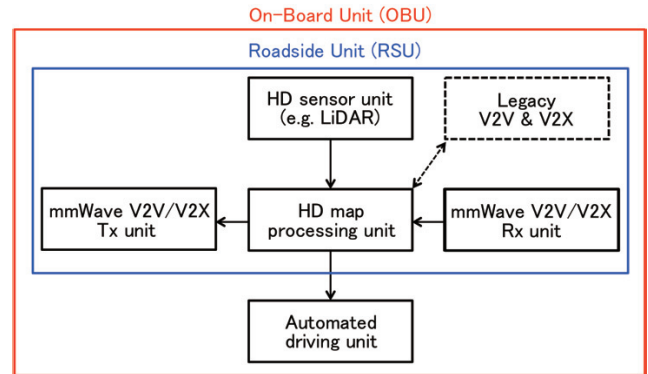 On-Board Unit (OBU)
Roadside Unit (RSU)
HD sensor unit
(e.g. LiDAR)
Legacy
V2V & V2X
mmWave V2V/V2X
Tx unit
HD map
processing unit
mmWave V2V/V2X
Rx unit
Automated
driving unit